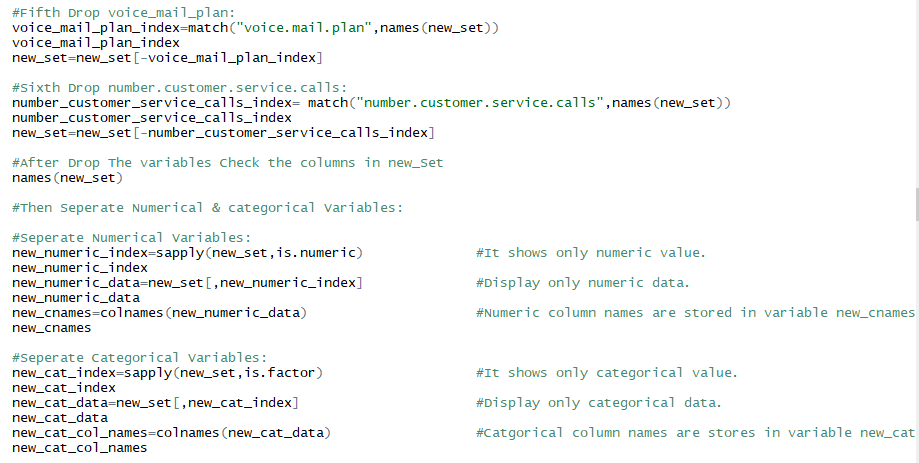 #Fifth Drop voice_mail_plan:
voice_mail_plan_index=match("voice.mail.plan",names(new_set))
voice_mail_plan_index
new_set=new_set[-voice_mail_plan_index]
#Sixth Drop number.customer.service.calls:
number_customer_service_calls_index= match("number.customer.service.calls",names(new_set))
number_customer_service_calls_index
new_set=new_set[-number_customer_service_calls_index]
#After Drop The variables Check the columns in new_Set
names(new_set)
#Then Seperate Numerical & categorical Variables:
#Seperate Numerical Variables:
new_numeric_index=sapply(new_set,is.numeric) #It shows only numeric value.
new_numeric_index
new_numeric_data=new_set[,new_numeric_index] #Display only numeric data.
new_numeric_data
new_cnames=colnames(new_numeric_data) #Numeric column names are stored in variable new_cnames
new_cnames
#Seperate Categorical Variables:
new_cat_index=sapply(new_set,is.factor) #It shows only categorical value.
new_cat_index
new_cat_data=new_set[,new_cat_index] #Display only categorical data.
new_cat_data
new_cat_col_names=colnames(new_cat_data) #Catgorical column names are stores in variable new_cat
new_cat_col_names